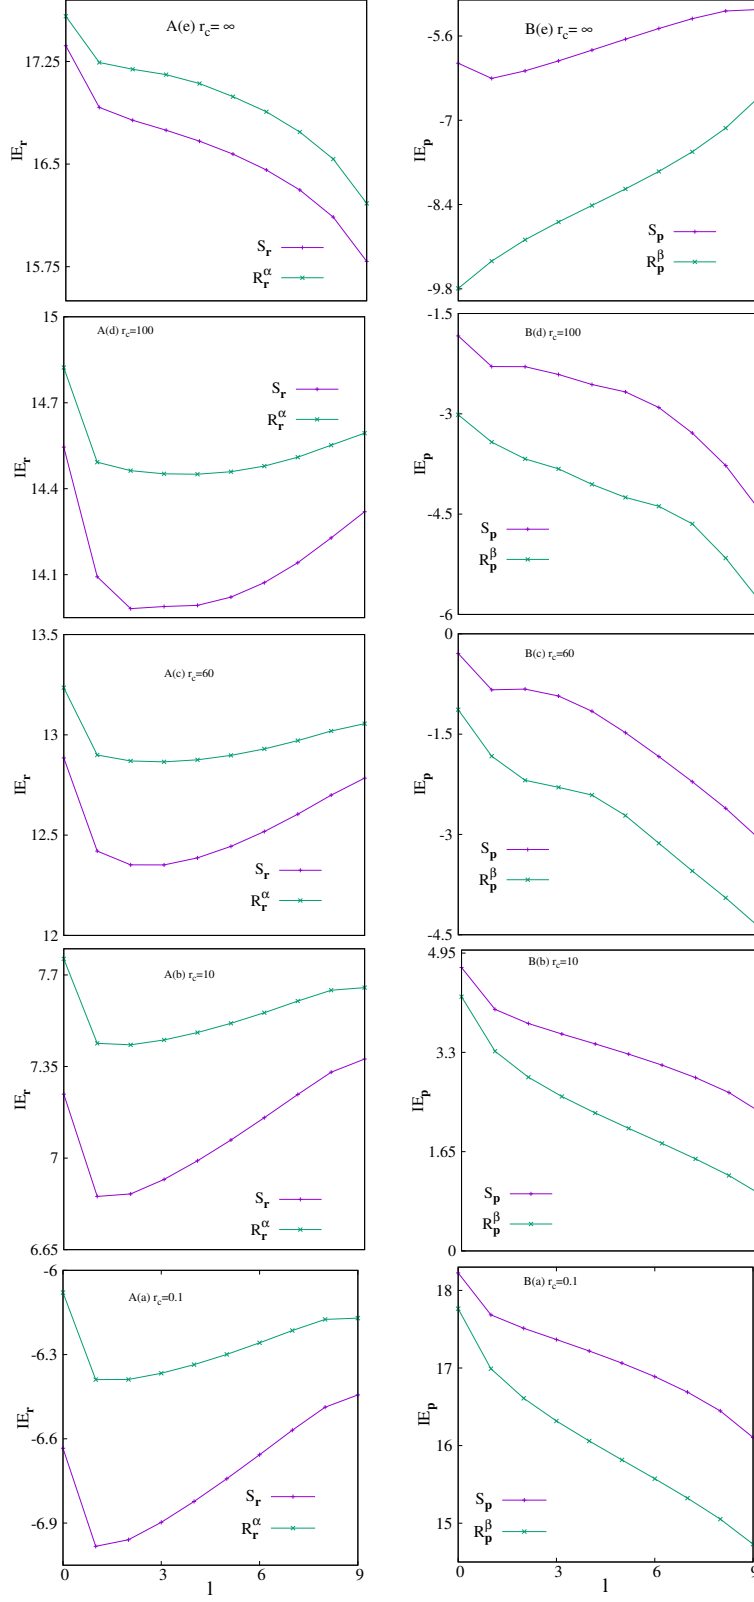 A(e) r_c= ∞
17.25
16.5
15.75
IE_r
S_r
R_r^α
B(e) r_c= ∞
-5.6
-7
-8.4
-9.8
IE_p
S_p
R_p^β
A(d) r_c=100
15
14.7
14.4
14.1
IE_r
S_r
R_r^α
B(d) r_c=100
-1.5
-3
-4.5
-6
IE_p
S_p
R_p^β
A(c) r_c=60
13.5
13
12.5
12
IE_r
S_r
R_r^α
B(c) r_c=60
0
-1.5
-3
-4.5
IE_p
S_p
R_p^β
A(b) r_c=10
7.7
7.35
7
6.65
IE_r
S_r
R_r^α
B(b) r_c=10
4.95
3.3
1.65
0
IE_p
S_p
R_p^β
A(a) r_c=0.1
-6
-6.3
-6.6
-6.9
IE_r
S_r
R_r^α
0 3 6 9
l
B(a) r_c=0.1
18
17
16
15
IE_p
S_p
R_p^β
0 3 6 9
l